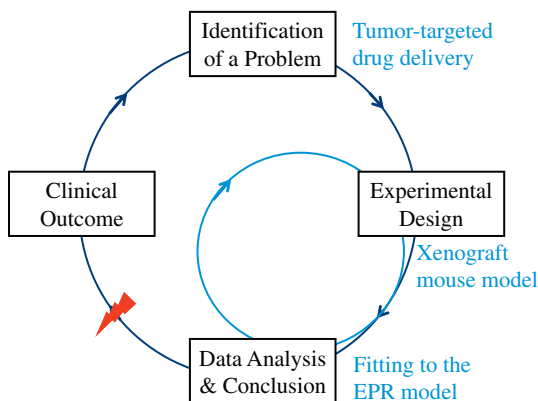 Identification
of a Problem
Tumor-targeted
drug delivery
Clinical
Outcome
Experimental
Design
Xenograft
mouse model
Data Analysis
& Conclusion
Fitting to the
EPR model